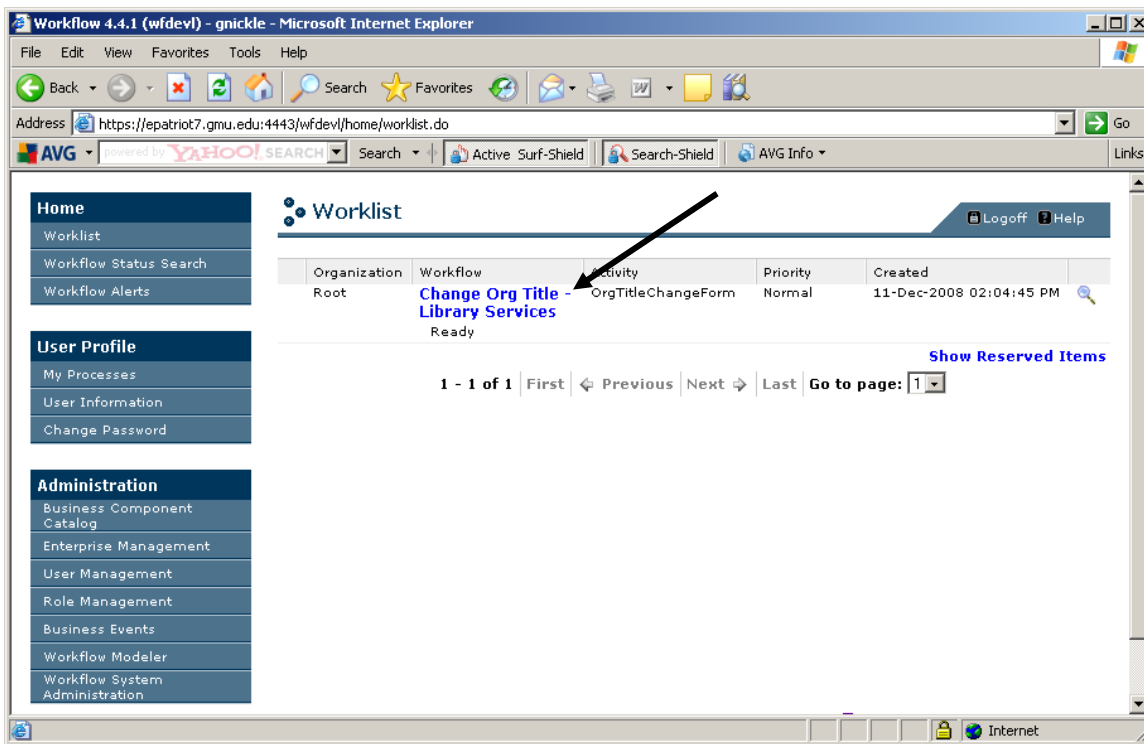 Workflow 4.4.1 (wfdevl) - gnickle - Microsoft Internet Explorer
File Edit View Favorites Tools Help
Back Search Favorites
Address https://epatriot7.gmu.edu:4443/wfdevl/home/worklist.do Go
AVG powered by YAHOO! SEARCH Search Active Surf-Shield Search-Shield AVG Info Links
Home
Worklist
Workflow Status Search
Workflow Alerts
User Profile
My Processes
User Information
Change Password
Administration
Business Component
Catalog
Enterprise Management
User Management
Role Management
Business Events
Workflow Modeler
Workflow System
Administration
Worklist
Logoff Help
Organization Workflow Activity Priority Created
Root Change Org Title - OrgTitleChangeForm Normal 11-Dec-2008 02:04:45 PM
Library Services
Ready
Show Reserved Items
1 - 1 of 1 First Previous Next Last Go to page: 1
Internet